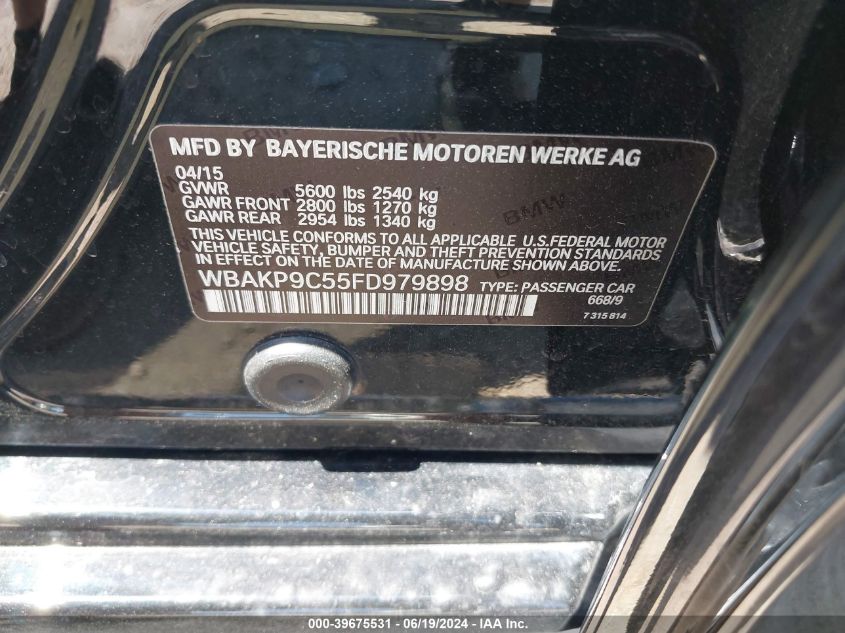 MFD BY BAYERISCHE MOTOREN WERKE AG
04/15
GVWR 5600 lbs 2540 kg
GAWR FRONT 2800 lbs 1270 kg
GAWR REAR 2954 lbs 1340 kg
THIS VEHICLE CONFORMS TO ALL APPLICABLE U.S.FEDERAL MOTOR
VEHICLE SAFETY, BUMPER AND THEFT PREVENTION STANDARDS
IN EFFECT ON THE DATE OF MANUFACTURE SHOWN ABOVE.
WBAKP9C55FD979898 TYPE: PASSENGER CAR
668/9
7 315 814
000-39675531 - 06/19/2024 - IAA Inc.